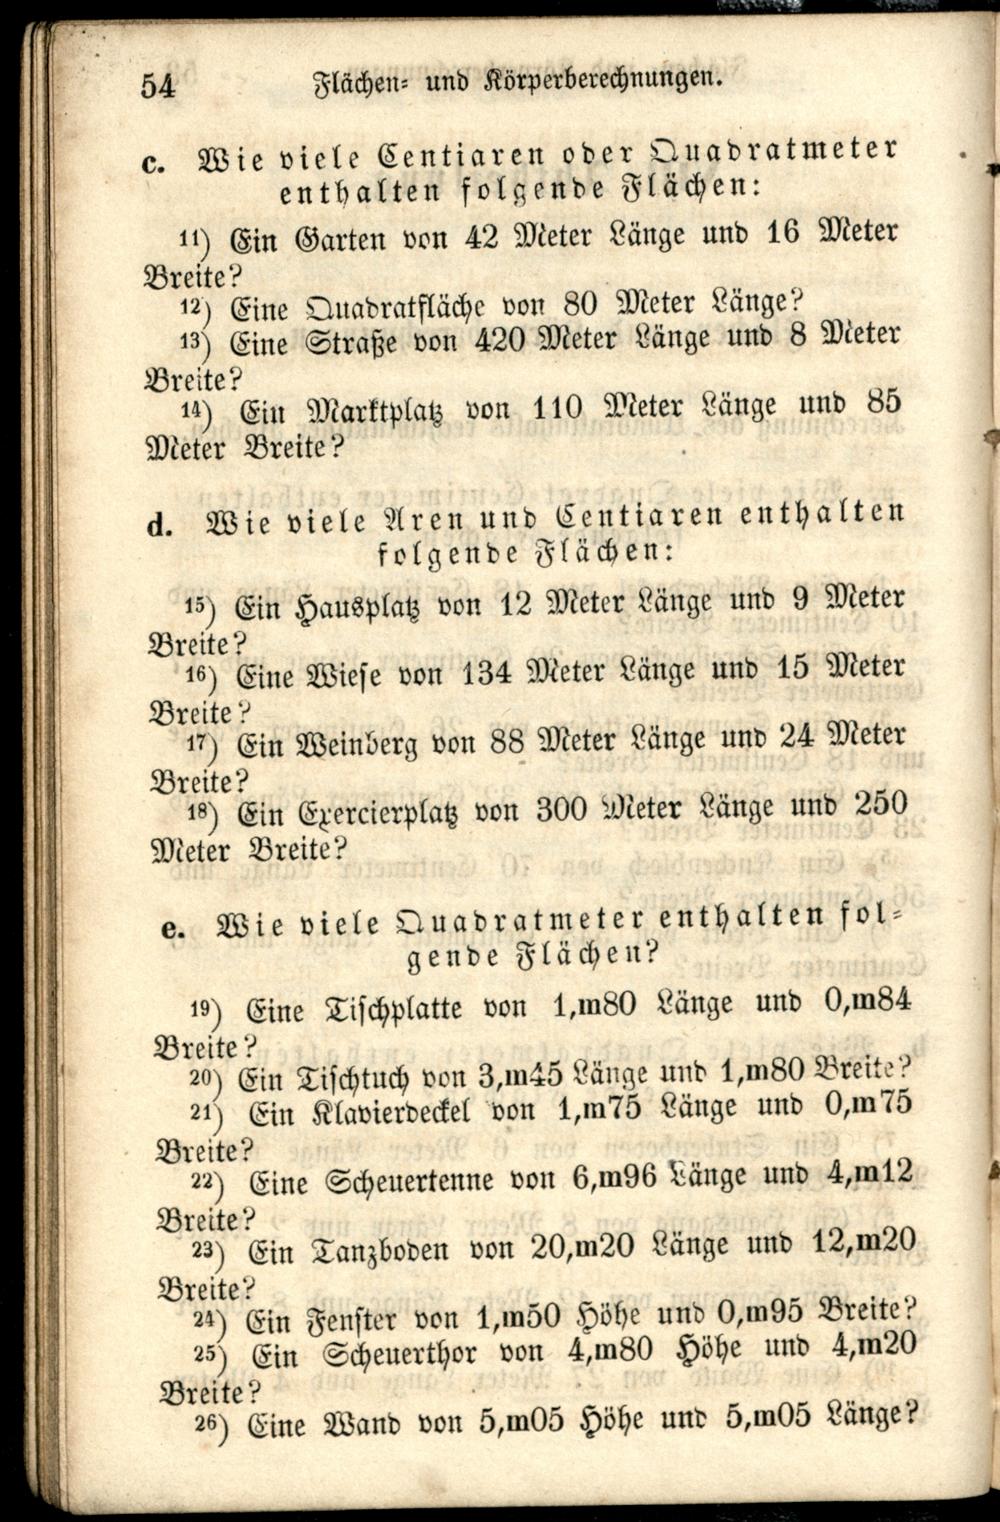 54 Flächen- und Körperberechnungen.
c. Wie viele Centiaren oder Quadratmeter
enthalten folgende Flächen:
11) Ein Garten von 42 Meter Länge und 16 Meter
Breite?
12) Eine Quadratfläche von 80 Meter Länge?
13) Eine Straße von 420 Meter Länge und 8 Meter
Breite?
14) Ein Marktplatz von 110 Meter Länge und 85
Meter Breite?
d. Wie viele Aren und Centiaren enthalten
folgende Flächen:
15) Ein Hausplatz von 12 Meter Länge und 9 Meter
Breite?
16) Eine Wiese von 134 Meter Länge und 15 Meter
Breite?
17) Ein Weinberg von 88 Meter Länge und 24 Meter
Breite?
18) Ein Exercierplatz von 300 Meter Länge und 250
Meter Breite?
e. Wie viele Quadratmeter enthalten fol-
gende Flächen?
19) Eine Tischplatte von 1,m80 Länge und 0,m84
Breite?
20) Ein Tischtuch von 3,m45 Länge und 1,m80 Breite?
21) Ein Klavierdeckel von 1,m75 Länge und 0,m75
Breite?
22) Eine Scheuertenne von 6,m96 Länge und 4,m12
Breite?
23) Ein Tanzboden von 20,m20 Länge und 12,m20
Breite?
24) Ein Fenster von 1,m50 Höhe und 0,m95 Breite?
25) Ein Scheuerthor von 4,m80 Höhe und 4,m20
Breite?
26) Eine Wand von 5,m05 Höhe und 5,m05 Länge?